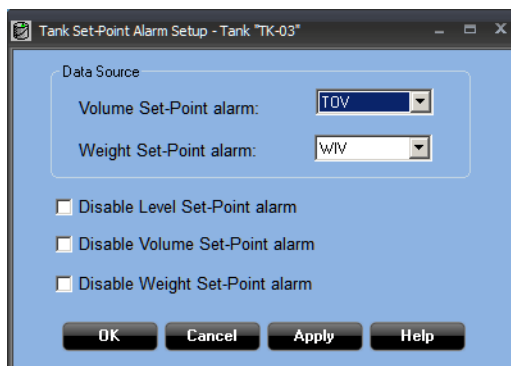 Tank Set-Point Alarm Setup - Tank "TK-03"
Data Source
Volume Set-Point alarm: TOV
Weight Set-Point alarm: WIV
Disable Level Set-Point alarm
Disable Volume Set-Point alarm
Disable Weight Set-Point alarm
OK Cancel Apply Help